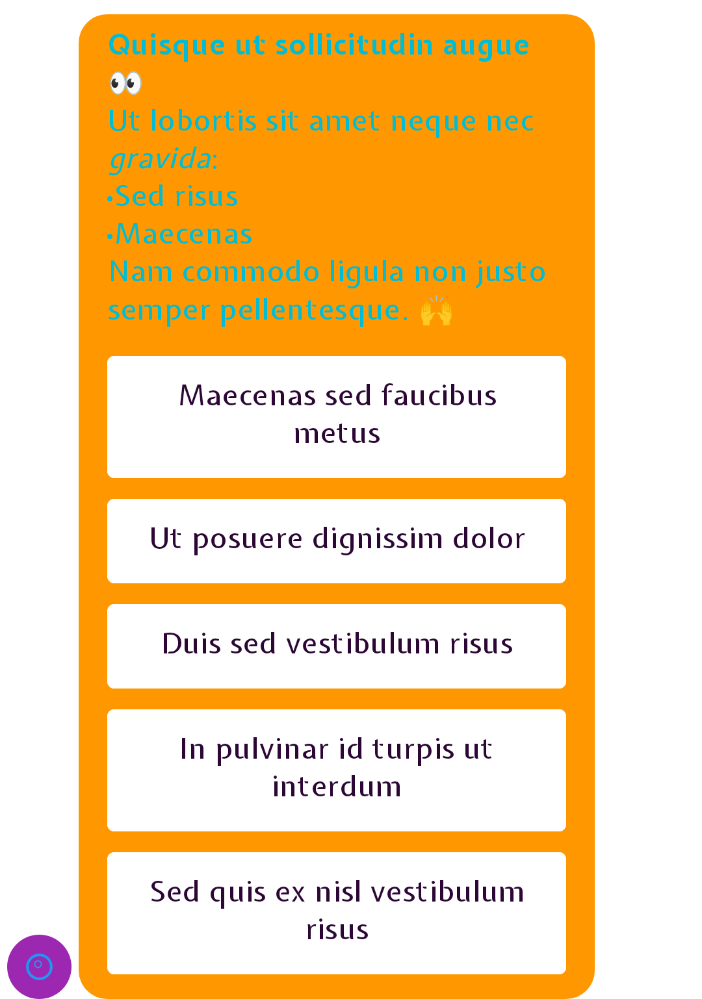 Quisque ut sollicitudin augue
👀
Ut lobortis sit amet neque nec
gravida:
•Sed risus
•Maecenas
Nam commodo ligula non justo
semper pellentesque. 🙌
Maecenas sed faucibus
metus
Ut posuere dignissim dolor
Duis sed vestibulum risus
In pulvinar id turpis ut
interdum
Sed quis ex nisl vestibulum
risus